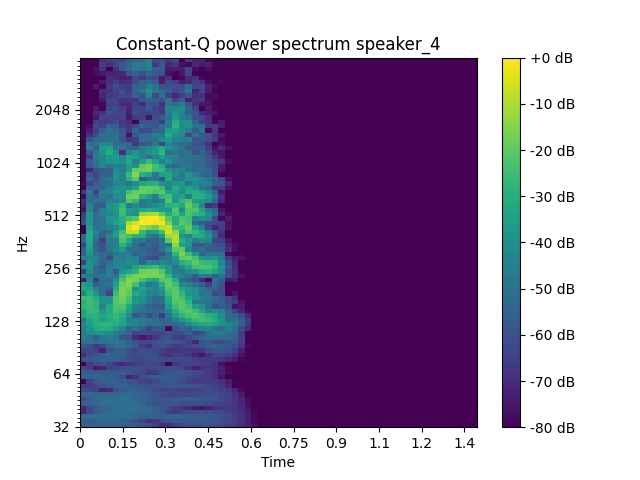 Constant-Q power spectrum speaker_4
Hz
2048
1024
512
256
128
64
32
0 0.15 0.3 0.45 0.6 0.75 0.9 1.1 1.2 1.4
Time
+0 dB
-10 dB
-20 dB
-30 dB
-40 dB
-50 dB
-60 dB
-70 dB
-80 dB